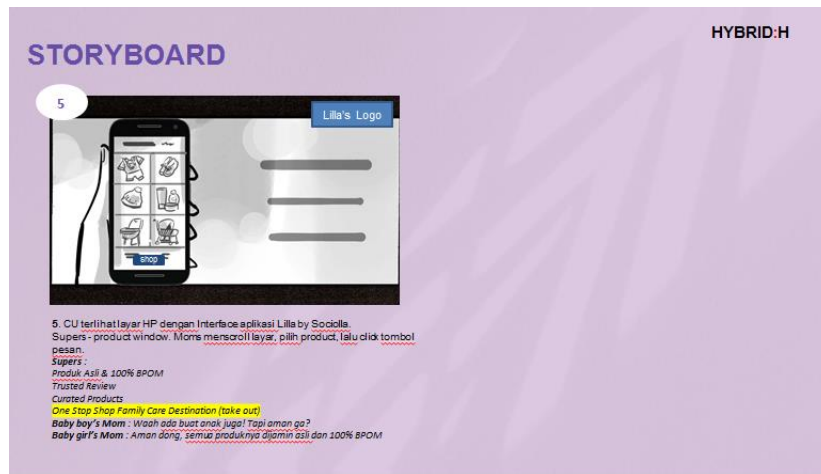 HYBRID:H
STORYBOARD
5
Lilla's Logo
shop
5. CU terlihat layar HP dengan Interface aplikasi Lilla by Sociolla.
Supers - product window. Moms menscroll layar, pilih product, lalu click tombol
pesan.
Supers :
Produk Asli & 100% BPOM
Trusted Review
Curated Products
One Stop Shop Family Care Destination (take out)
Baby boy's Mom : Waah ada buat anak juga! Tapi aman ga?
Baby girl's Mom : Aman dong, semua produknya dijamin asli dan 100% BPOM